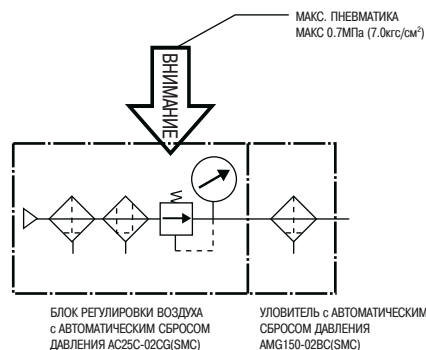 МАКС. ПНЕВМАТИКА
МАКС 0.7МПа (7.0кгс/см²)
ВНИМАНИЕ
W
БЛОК РЕГУЛИРОВКИ ВОЗДУХА
с АВТОМАТИЧЕСКИМ СБРОСОМ
ДАВЛЕНИЯ AC25C-02CG(SMC)
УЛОВИТЕЛЬ с АВТОМАТИЧЕСКИМ
СБРОСОМ ДАВЛЕНИЯ
AMG150-02BC(SMC)